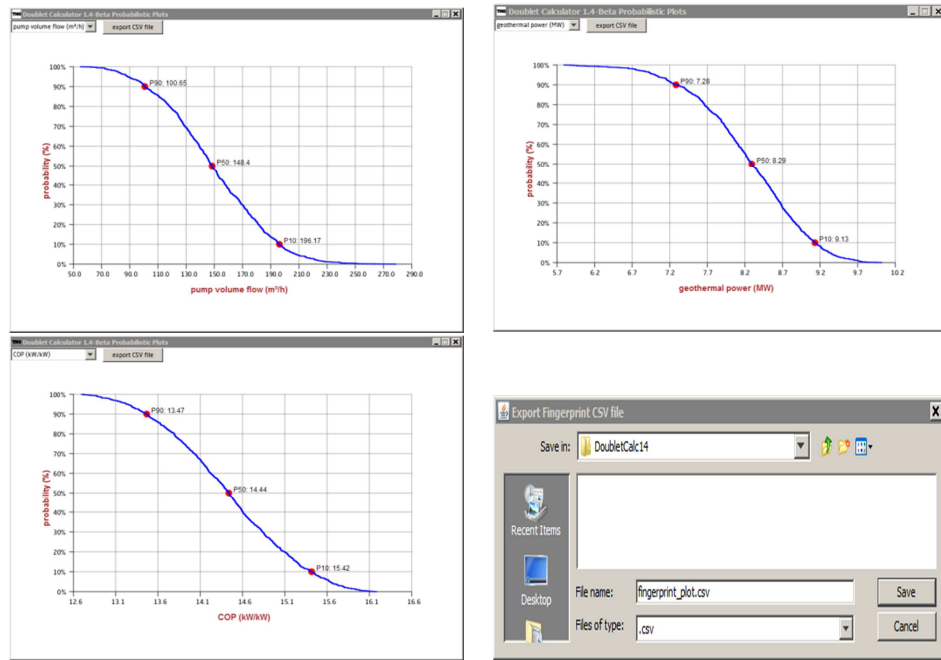 Doublet Calculator 1.4-Beta Probabilistic Plots
pump volume flow (m³/h) export CSV file
100%
90%
80%
70%
60%
50%
40%
30%
20%
10%
0%
probability (%)
P90: 100.65
P50: 148.4
P10: 196.17
50.0 70.0 90.0 110.0 130.0 150.0 170.0 190.0 210.0 230.0 250.0 270.0 290.0
pump volume flow (m³/h)
Doublet Calculator 1.4-Beta Probabilistic Plots
geothermal power (MW) export CSV file
100%
90%
80%
70%
60%
50%
40%
30%
20%
10%
0%
probability (%)
P90: 7.28
P50: 8.29
P10: 9.13
5.7 6.2 6.7 7.2 7.7 8.2 8.7 9.2 9.7 10.2
geothermal power (MW)
Doublet Calculator 1.4-Beta Probabilistic Plots
COP (kW/kW) export CSV file
100%
90%
80%
70%
60%
50%
40%
30%
20%
10%
0%
probability (%)
P90: 13.47
P50: 14.44
P10: 15.42
12.6 13.1 13.6 14.1 14.6 15.1 15.6 16.1 16.6
COP (kW/kW)
Export Fingerprint CSV file
Save in: DoubletCalc14
Recent Items
Desktop
File name: fingerprint_plot.csv Save
Files of type: .csv Cancel